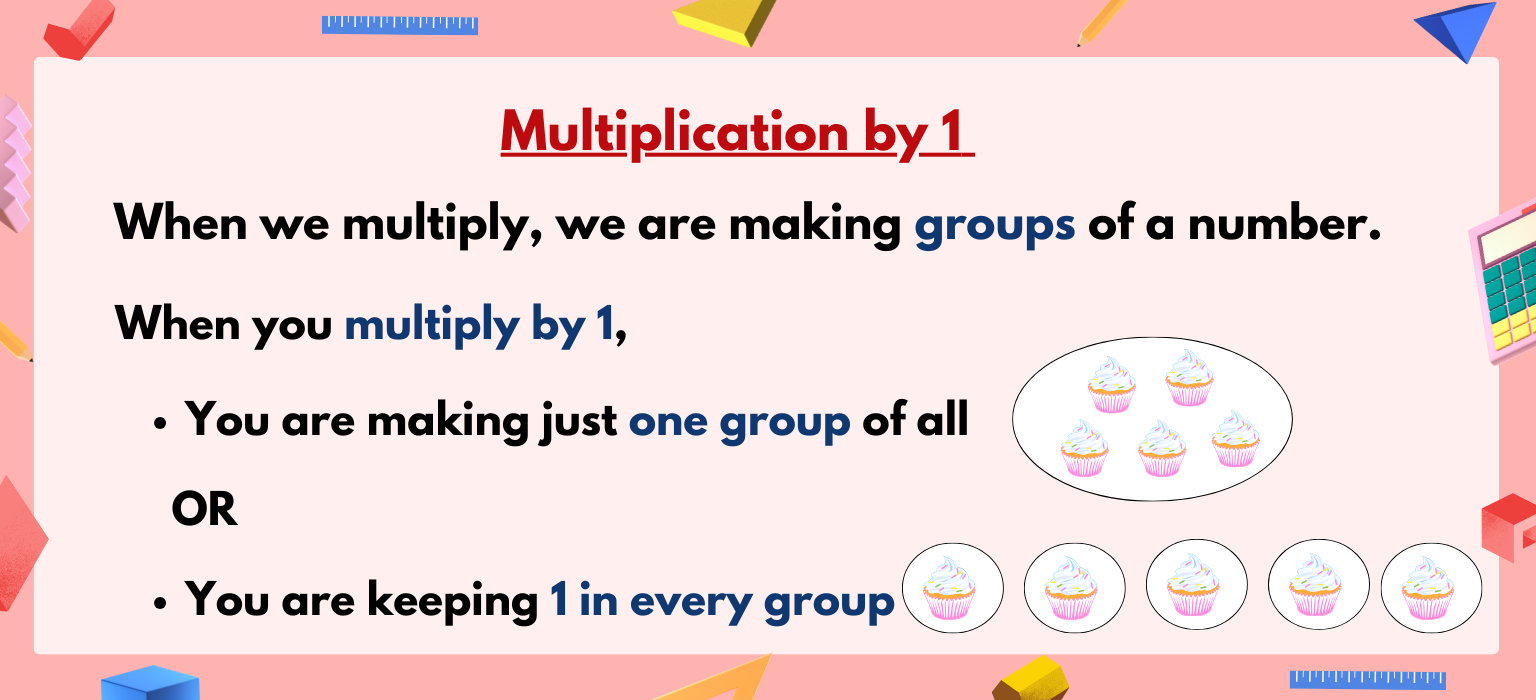 Multiplication by 1
When we multiply, we are making groups of a number.
When you multiply by 1,
• You are making just one group of all
OR
• You are keeping 1 in every group